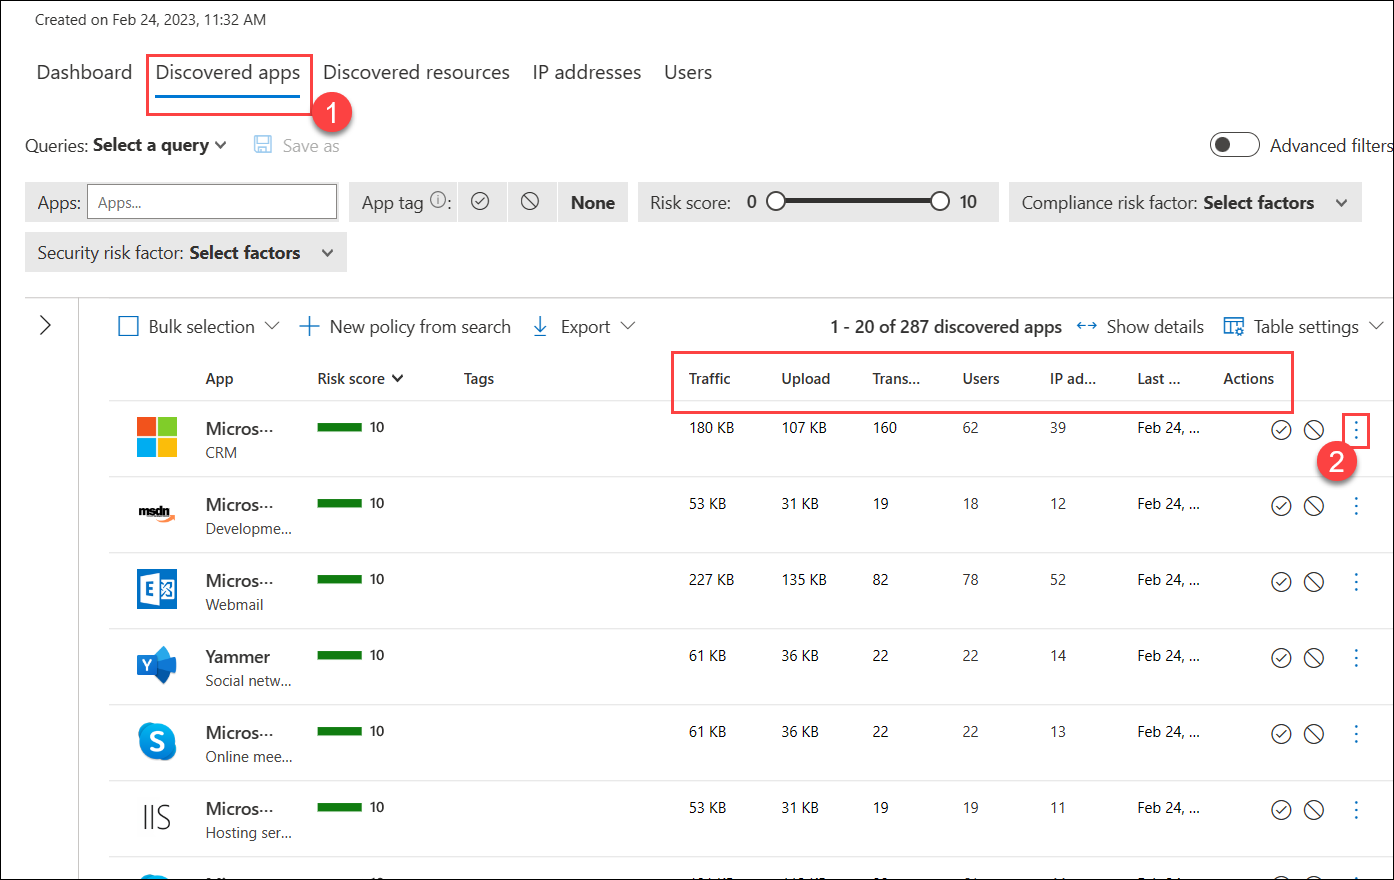 Created on Feb 24, 2023, 11:32 AM
Dashboard Discovered apps Discovered resources IP addresses Users
1
Queries: Select a query Save as Advanced filters
Apps: Apps... App tag : None Risk score: 0 10 Compliance risk factor: Select factors
Security risk factor: Select factors
Bulk selection New policy from search Export 1 - 20 of 287 discovered apps Show details Table settings
App Risk score Tags Traffic Upload Trans... Users IP ad... Last ... Actions
Micros... 10 180 KB 107 KB 160 62 39 Feb 24, ...
CRM
2
msdn Micros... 10 53 KB 31 KB 19 18 12 Feb 24, ...
Developme...
E Micros... 10 227 KB 135 KB 82 78 52 Feb 24, ...
Webmail
Y Yammer 10 61 KB 36 KB 22 22 14 Feb 24, ...
Social netw...
S Micros... 10 61 KB 36 KB 22 22 13 Feb 24, ...
Online mee...
IIS Micros... 10 53 KB 31 KB 19 19 11 Feb 24, ...
Hosting ser...